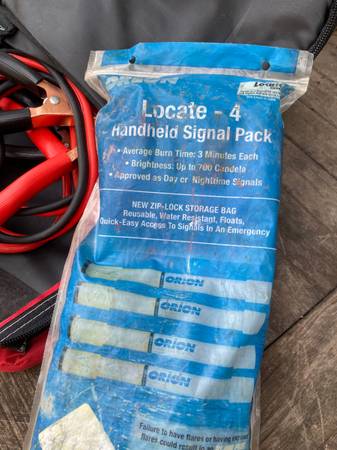 Locate
Locate - 4
Handheld Signal Pack
• Average Burn Time: 3 Minutes Each
• Brightness: Up to 700 Candela
• Approved as Day or Nighttime Signals
NEW ZIP-LOCK STORAGE BAG
Reusable, Water Resistant, Floats,
Quick-Easy Access To Signals In An Emergency
ORION
ORION
ORION
ORION
Failure to have flares or having
flares could result in